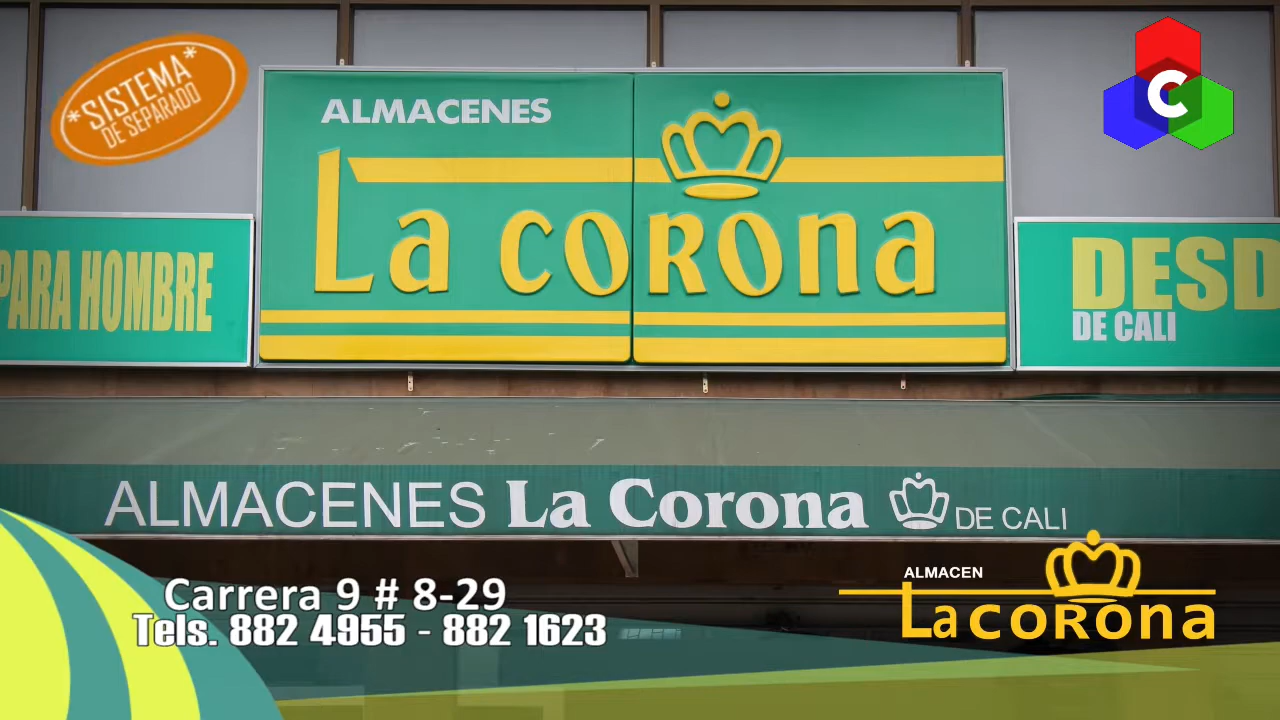 *SISTEMA*
DE SEPARADO
C
ALMACENES
La corona
PARA HOMBRE
DESD
DE CALI
ALMACENES La Corona DE CALI
Carrera 9 # 8-29
Tels. 882 4955 - 882 1623
ALMACEN
La corona